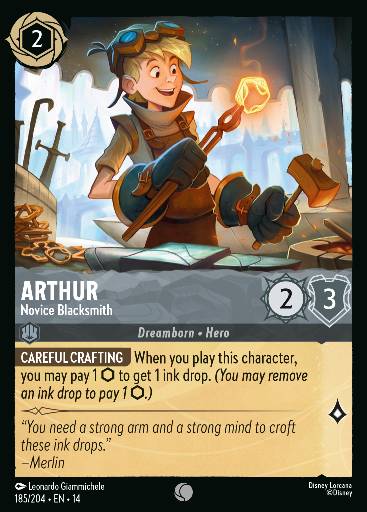 2
ARTHUR
Novice Blacksmith
2
3
Dreamborn • Hero
CAREFUL CRAFTING When you play this character,
you may pay 1 ⬡ to get 1 ink drop. (You may remove
an ink drop to pay 1 ⬡.)
“You need a strong arm and a strong mind to croft
these ink drops.”
–Merlin
Leonardo Giammichele
Disney Lorcana
185/204 • EN • 14
©Disney